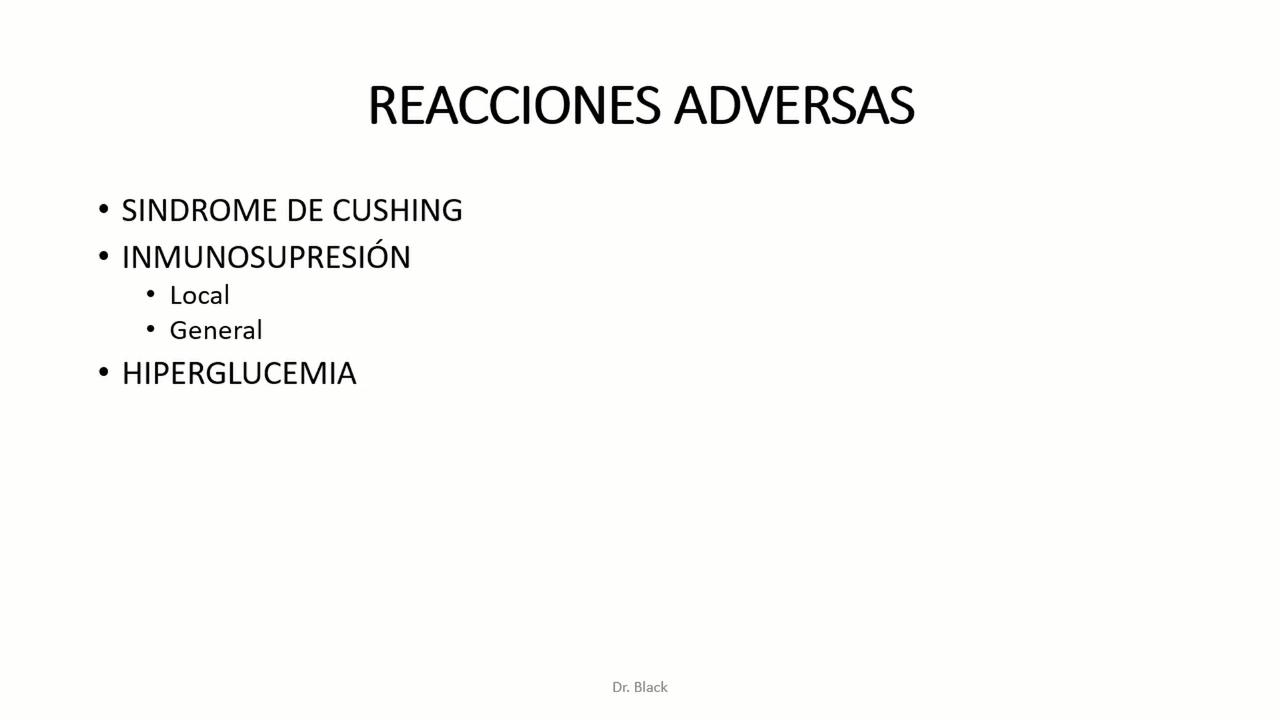 REACCIONES ADVERSAS
• SINDROME DE CUSHING
• INMUNOSUPRESIÓN
• Local
• General
• HIPERGLUCEMIA
Dr. Black